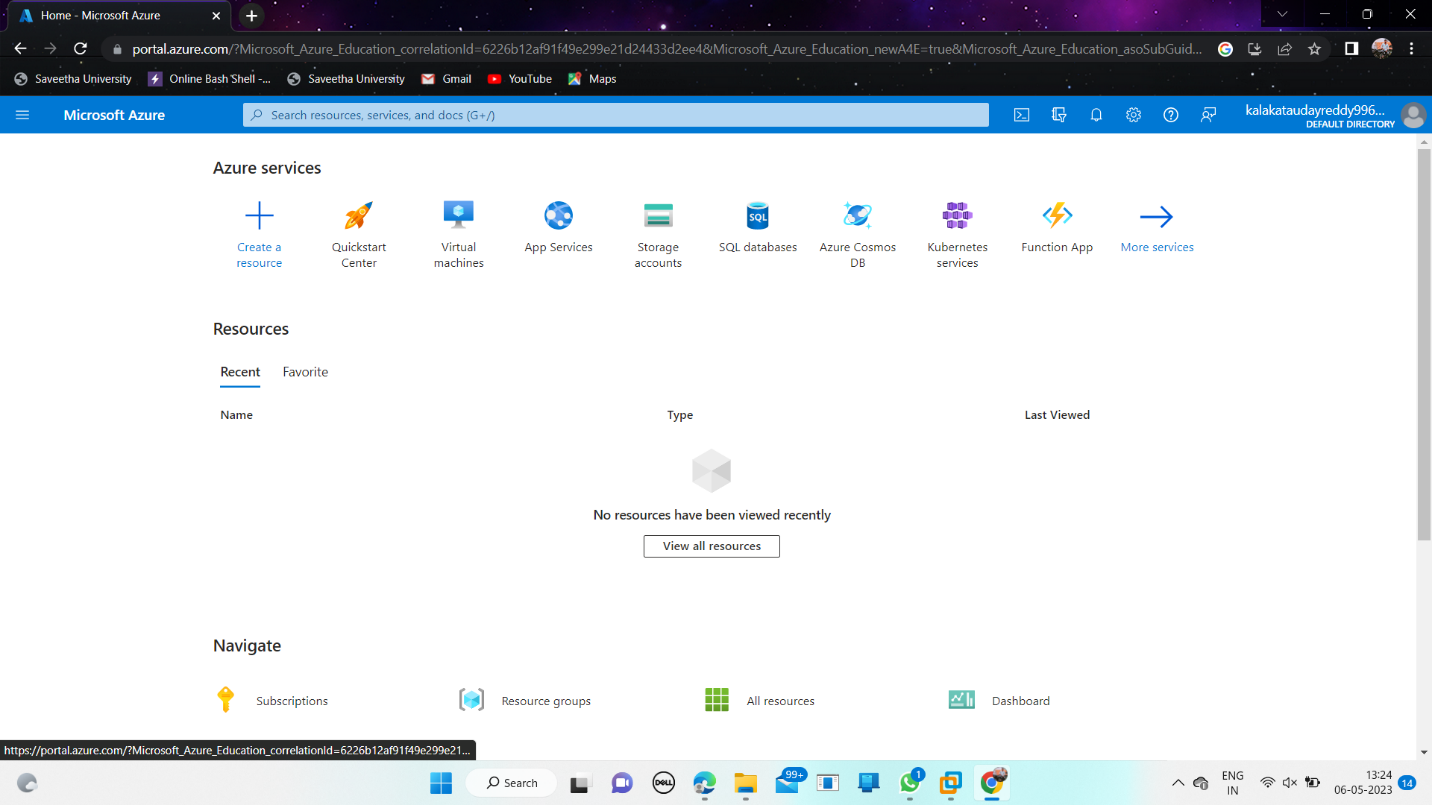 Home - Microsoft Azure
portal.azure.com/?Microsoft_Azure_Education_correlationId=6226b12af91f49e299e21d24433d2ee4&Microsoft_Azure_Education_newA4E=true&Microsoft_Azure_Education_asoSubGuid...
Saveetha University
Online Bash Shell -...
Saveetha University
Gmail
YouTube
Maps
Microsoft Azure
Search resources, services, and docs (G+/)
kalakataudayreddy996...
DEFAULT DIRECTORY
Azure services
Create a resource
Quickstart Center
Virtual machines
App Services
Storage accounts
SQL
SQL databases
Azure Cosmos DB
Kubernetes services
Function App
More services
Resources
Recent
Favorite
Name
Type
Last Viewed
No resources have been viewed recently
View all resources
Navigate
Subscriptions
Resource groups
All resources
Dashboard
https://portal.azure.com/?Microsoft_Azure_Education_correlationId=6226b12af91f49e299e21...
Search
DELL
99+
1
ENG
IN
13:24
06-05-2023
14